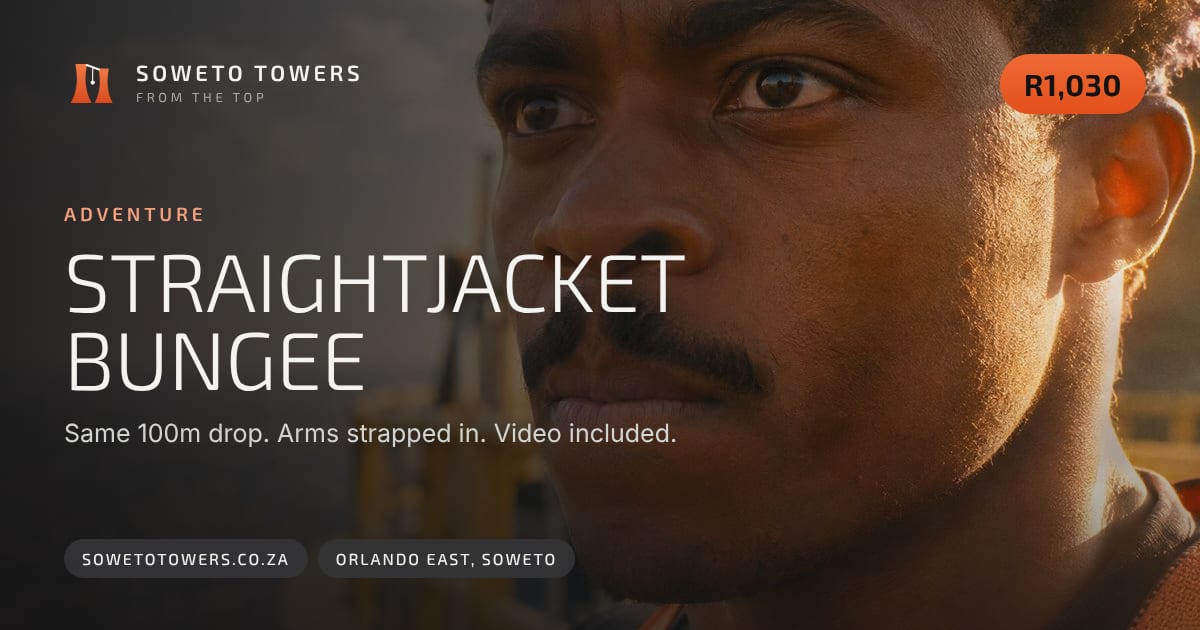 SOWETO TOWERS
FROM THE TOP
R1,030
ADVENTURE
STRAIGHTJACKET
BUNGEE
Same 100m drop. Arms strapped in. Video included.
SOWETOTOWERS.CO.ZA
ORLANDO EAST, SOWETO